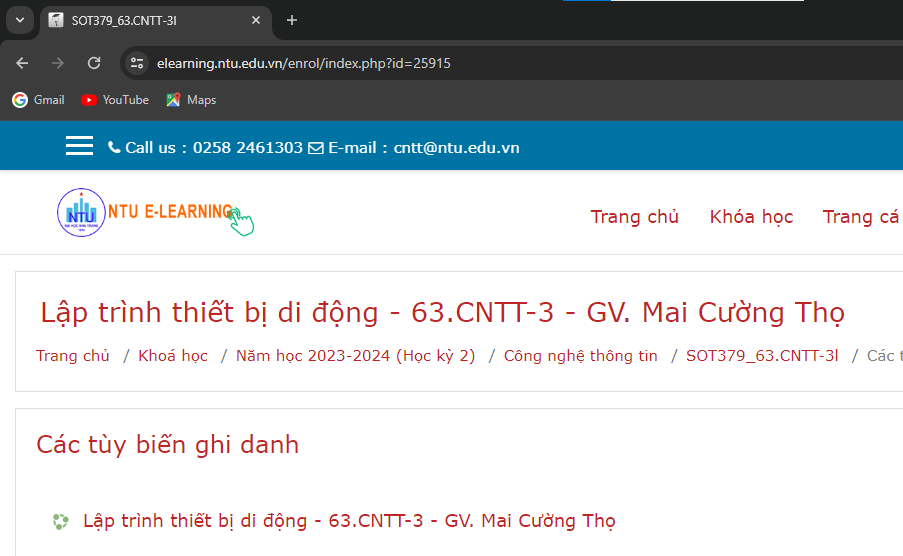 SOT379_63.CNTT-3l
elearning.ntu.edu.vn/enrol/index.php?id=25915
Gmail YouTube Maps
Call us : 0258 2461303 E-mail : cntt@ntu.edu.vn
NTU NTU E-LEARNING
Trang chủ Khóa học Trang cá
Lập trình thiết bị di động - 63.CNTT-3 - GV. Mai Cường Thọ
Trang chủ / Khoá học / Năm học 2023-2024 (Học kỳ 2) / Công nghệ thông tin / SOT379_63.CNTT-3l / Các t
Các tùy biến ghi danh
Lập trình thiết bị di động - 63.CNTT-3 - GV. Mai Cường Thọ